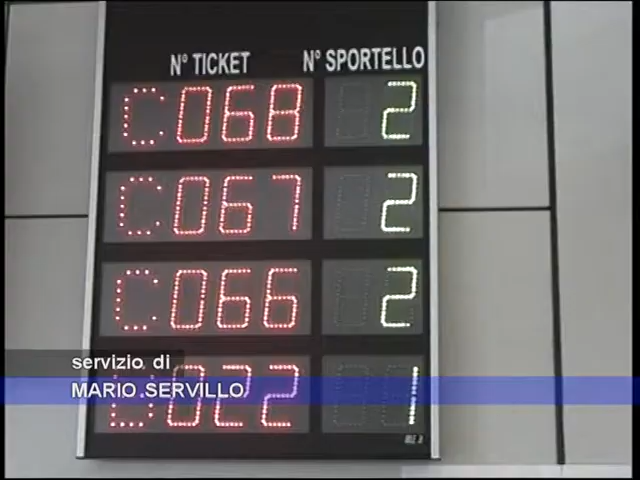 N° TICKET N° SPORTELLO
C068 2
C067 2
C066 2
servizio di
MARIO SERVILLO
022 1